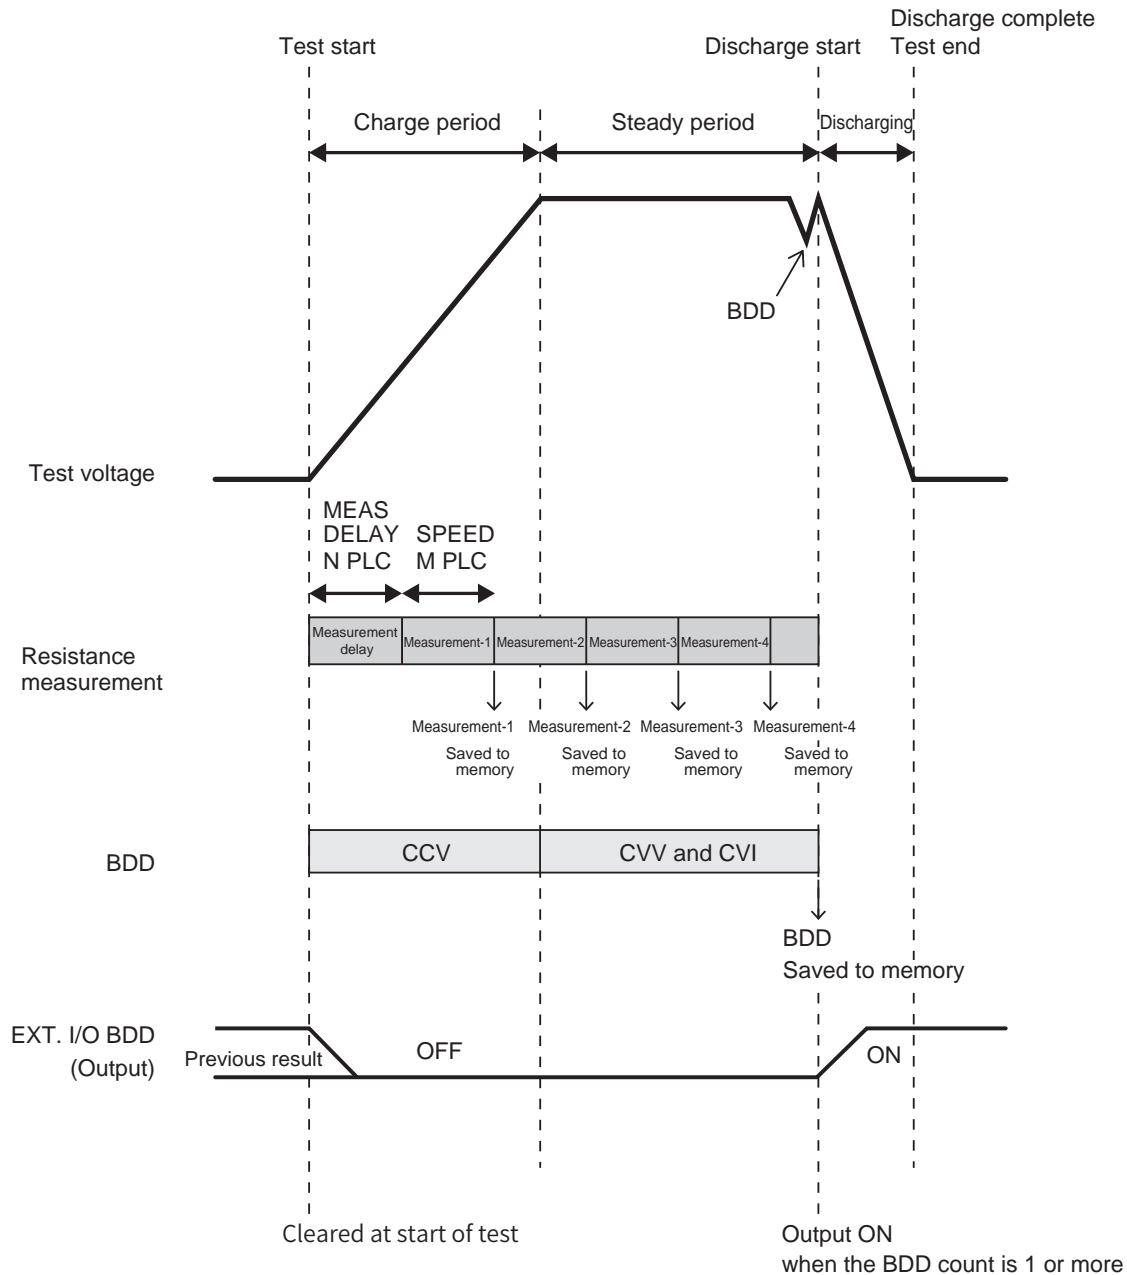 Discharge complete
Test start
Discharge start
Test end
Charge period
Steady period
Discharging
BDD
Test voltage
MEAS
DELAY
N PLC
SPEED
M PLC
Resistance
measurement
Measurement
delay
Measurement-1
Measurement-2
Measurement-3
Measurement-4
Measurement-1
Saved to
memory
Measurement-2
Saved to
memory
Measurement-3
Saved to
memory
Measurement-4
Saved to
memory
BDD
CCV
CVV and CVI
BDD
Saved to memory
EXT. I/O BDD
(Output)
Previous result
OFF
ON
Cleared at start of test
Output ON
when the BDD count is 1 or more